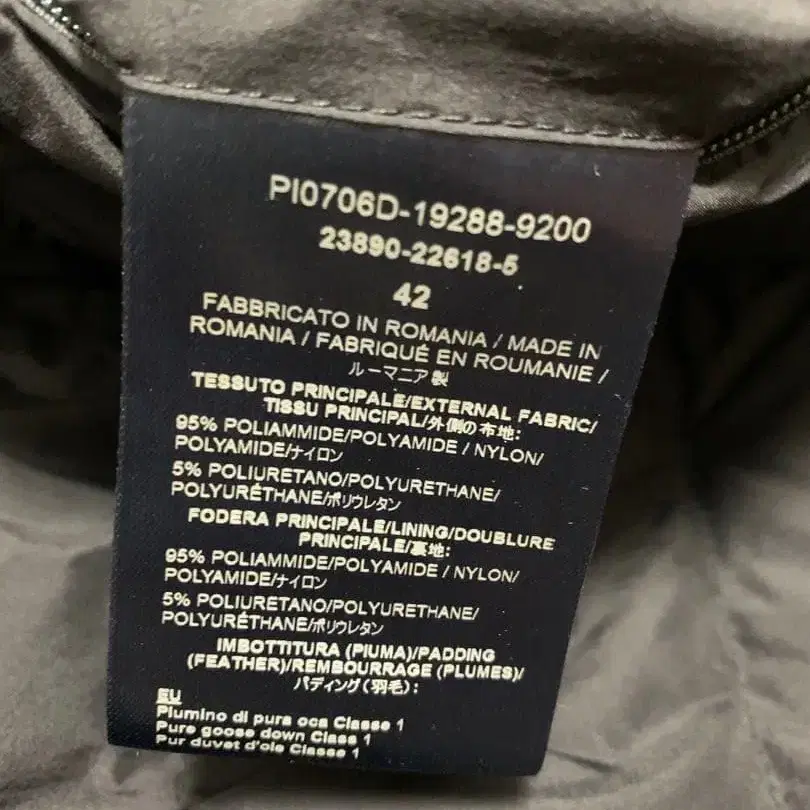 PI0706D-19288-9200
23890-22618-5
42
FABBRICATO IN ROMANIA / MADE IN
ROMANIA / FABRIQUÉ EN ROUMANIE /
ルーマニア製
TESSUTO PRINCIPALE/EXTERNAL FABRIC/
TISSU PRINCIPAL/外側の布地:
95% POLIAMMIDE/POLYAMIDE / NYLON/
POLYAMIDE/ナイロン
5% POLIURETANO/POLYURETHANE/
POLYURÉTHANE/ポリウレタン
FODERA PRINCIPALE/LINING/DOUBLURE
PRINCIPALE/裏地:
95% POLIAMMIDE/POLYAMIDE / NYLON/
POLYAMIDE/ナイロン
5% POLIURETANO/POLYURETHANE/
POLYURÉTHANE/ポリウレタン
IMBOTTITURA (PIUMA)/PADDING
(FEATHER)/REMBOURRAGE (PLUMES)/
パディング(羽毛):
EU
Piumino di pura oca Classe 1
Pure goose down Class 1
Pur duvet d'oie Classe 1